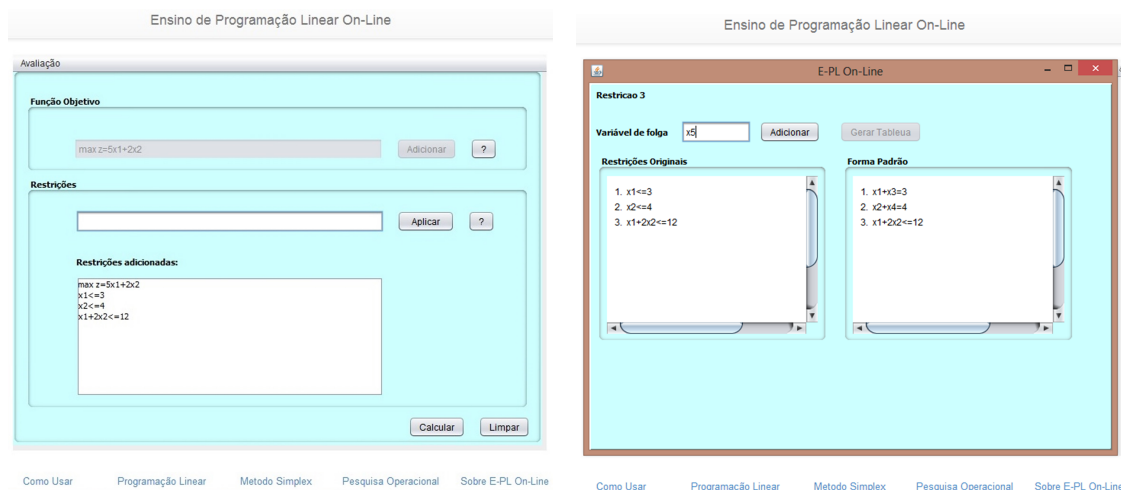 Ensino de Programação Linear On-Line
Avaliação
Função Objetivo
max z=5x1+2x2
Adicionar
?
Restrições
Aplicar
?
Restrições adicionadas:
max z=5x1+2x2
x1<=3
x2<=4
x1+2x2<=12
Calcular
Limpar
Como Usar Programação Linear Metodo Simplex Pesquisa Operacional Sobre E-PL On-Line
Ensino de Programação Linear On-Line
E-PL On-Line
Restricao 3
Variável de folga x5 Adicionar Gerar Tableua
Restrições Originais
1. x1<=3
2. x2<=4
3. x1+2x2<=12
Forma Padrão
1. x1+x3=3
2. x2+x4=4
3. x1+2x2<=12
Como Usar Programação Linear Metodo Simplex Pesquisa Operacional Sobre E-PL On-Line